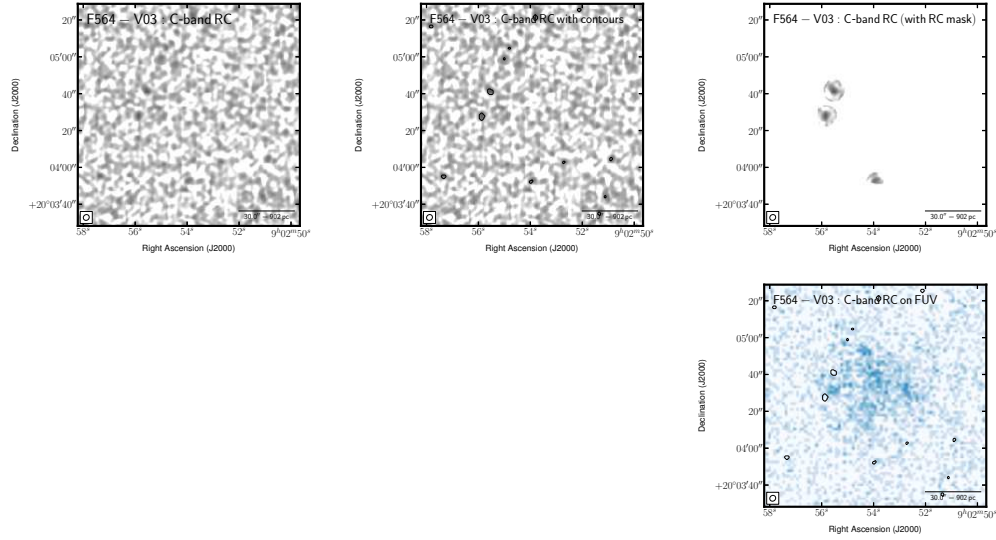 F564 − V03 : C-band RC
Declination (J2000)
20″
05′00″
40″
20″
04′00″
+20°03′40″
30.0″ = 902 pc
58ˢ 56ˢ 54ˢ 52ˢ 9ʰ02ᵐ50ˢ
Right Ascension (J2000)
F564 − V03 : C-band RC with contours
Declination (J2000)
20″
05′00″
40″
20″
04′00″
+20°03′40″
30.0″ = 902 pc
58ˢ 56ˢ 54ˢ 52ˢ 9ʰ02ᵐ50ˢ
Right Ascension (J2000)
F564 − V03 : C-band RC (with RC mask)
Declination (J2000)
20″
05′00″
40″
20″
04′00″
+20°03′40″
30.0″ = 902 pc
58ˢ 56ˢ 54ˢ 52ˢ 9ʰ02ᵐ50ˢ
Right Ascension (J2000)
F564 − V03 : C-band RC on FUV
Declination (J2000)
20″
05′00″
40″
20″
04′00″
+20°03′40″
30.0″ = 902 pc
58ˢ 56ˢ 54ˢ 52ˢ 9ʰ02ᵐ50ˢ
Right Ascension (J2000)